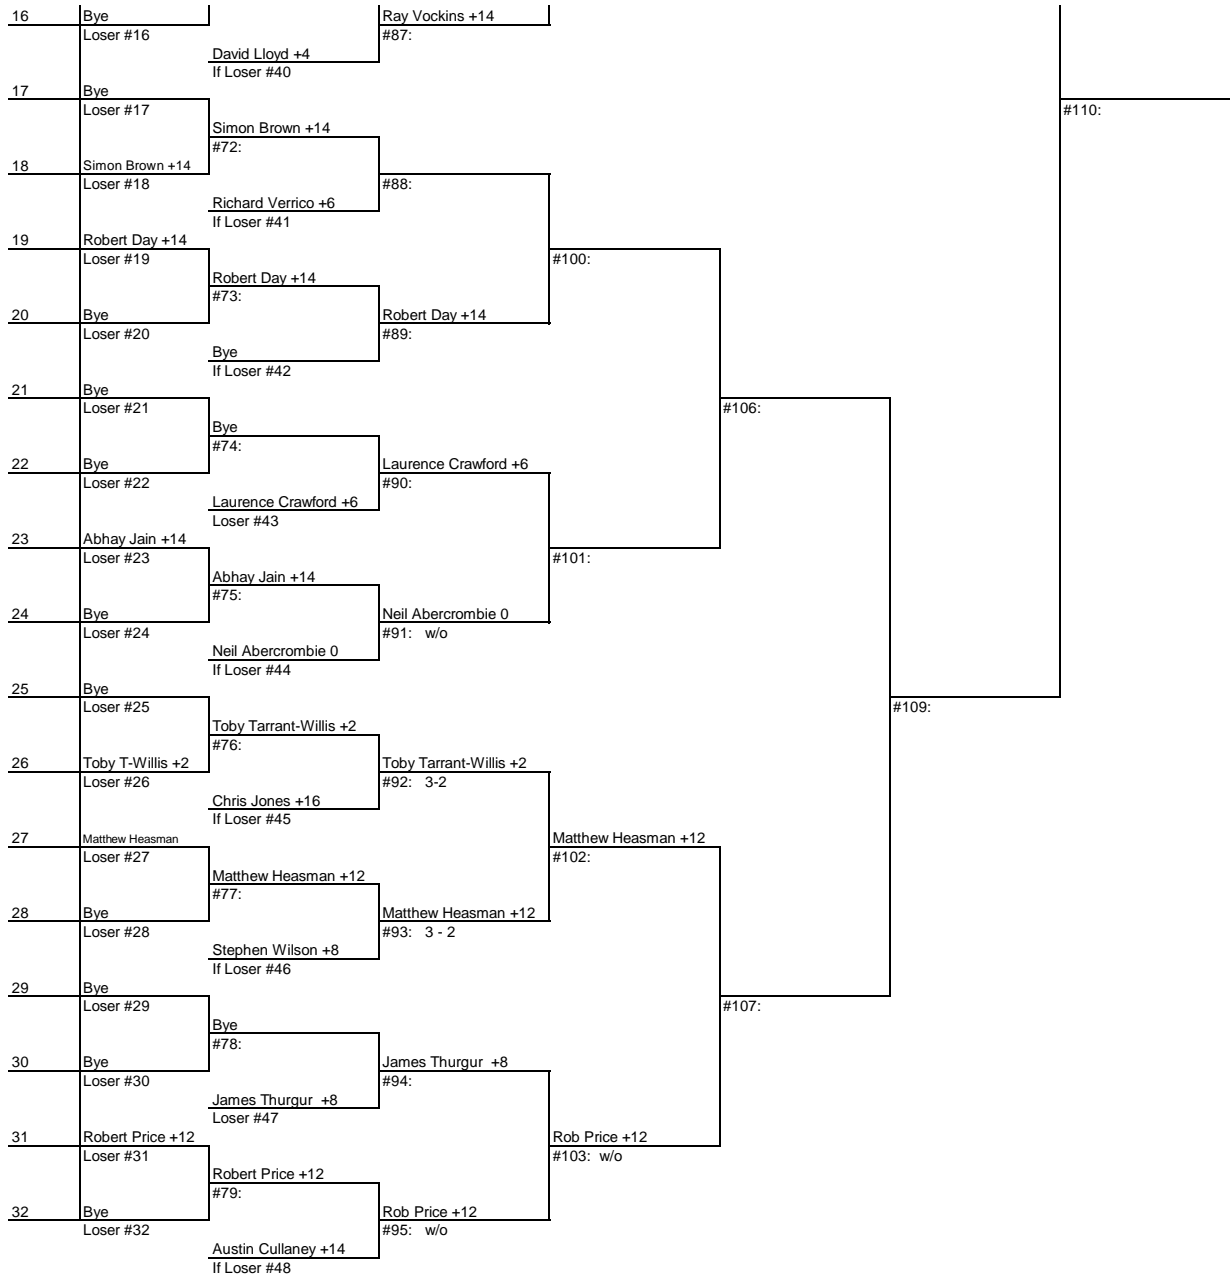 16 Bye Ray Vockins +14
Loser #16 #87:
David Lloyd +4
If Loser #40
17 Bye
Loser #17 #110:
Simon Brown +14
#72:
18 Simon Brown +14
Loser #18 #88:
Richard Verrico +6
If Loser #41
19 Robert Day +14
Loser #19 #100:
Robert Day +14
#73:
20 Bye Robert Day +14
Loser #20 #89:
Bye
If Loser #42
21 Bye
Loser #21 #106:
Bye
#74:
22 Bye Laurence Crawford +6
Loser #22 #90:
Laurence Crawford +6
Loser #43
23 Abhay Jain +14
Loser #23 #101:
Abhay Jain +14
#75:
24 Bye Neil Abercrombie 0
Loser #24 #91: w/o
Neil Abercrombie 0
If Loser #44
25 Bye
Loser #25 #109:
Toby Tarrant-Willis +2
#76:
26 Toby T-Willis +2 Toby Tarrant-Willis +2
Loser #26 #92: 3-2
Chris Jones +16
If Loser #45
27 Matthew Heasman Matthew Heasman +12
Loser #27 #102:
Matthew Heasman +12
#77:
28 Bye Matthew Heasman +12
Loser #28 #93: 3 - 2
Stephen Wilson +8
If Loser #46
29 Bye
Loser #29 #107:
Bye
#78:
30 Bye James Thurgur +8
Loser #30 #94:
James Thurgur +8
Loser #47
31 Robert Price +12 Rob Price +12
Loser #31 #103: w/o
Robert Price +12
#79:
32 Bye Rob Price +12
Loser #32 #95: w/o
Austin Cullaney +14
If Loser #48